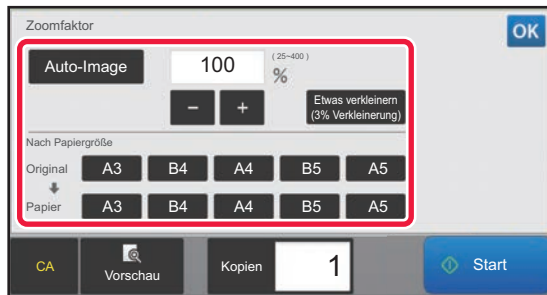 Zoomfaktor
OK
Auto-Image
100
(25~400)
%
−
+
Etwas verkleinern
(3% Verkleinerung)
Nach Papiergröße
Original A3 B4 A4 B5 A5
Papier A3 B4 A4 B5 A5
CA
Vorschau
Kopien
1
Start